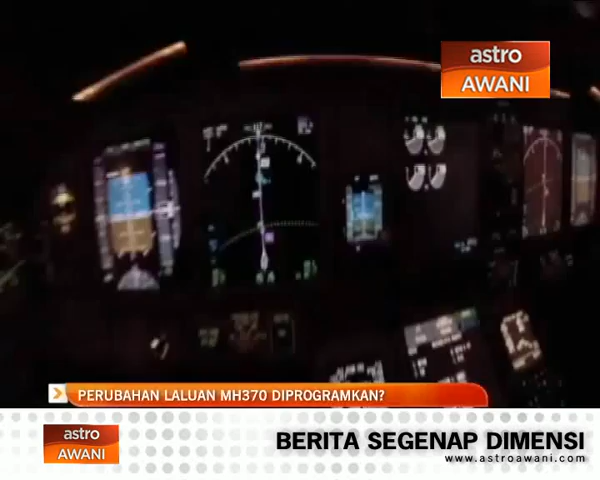 astro
AWANI
PERUBAHAN LALUAN MH370 DIPROGRAMKAN?
astro
AWANI
BERITA SEGENAP DIMENSI
www.astroawani.com